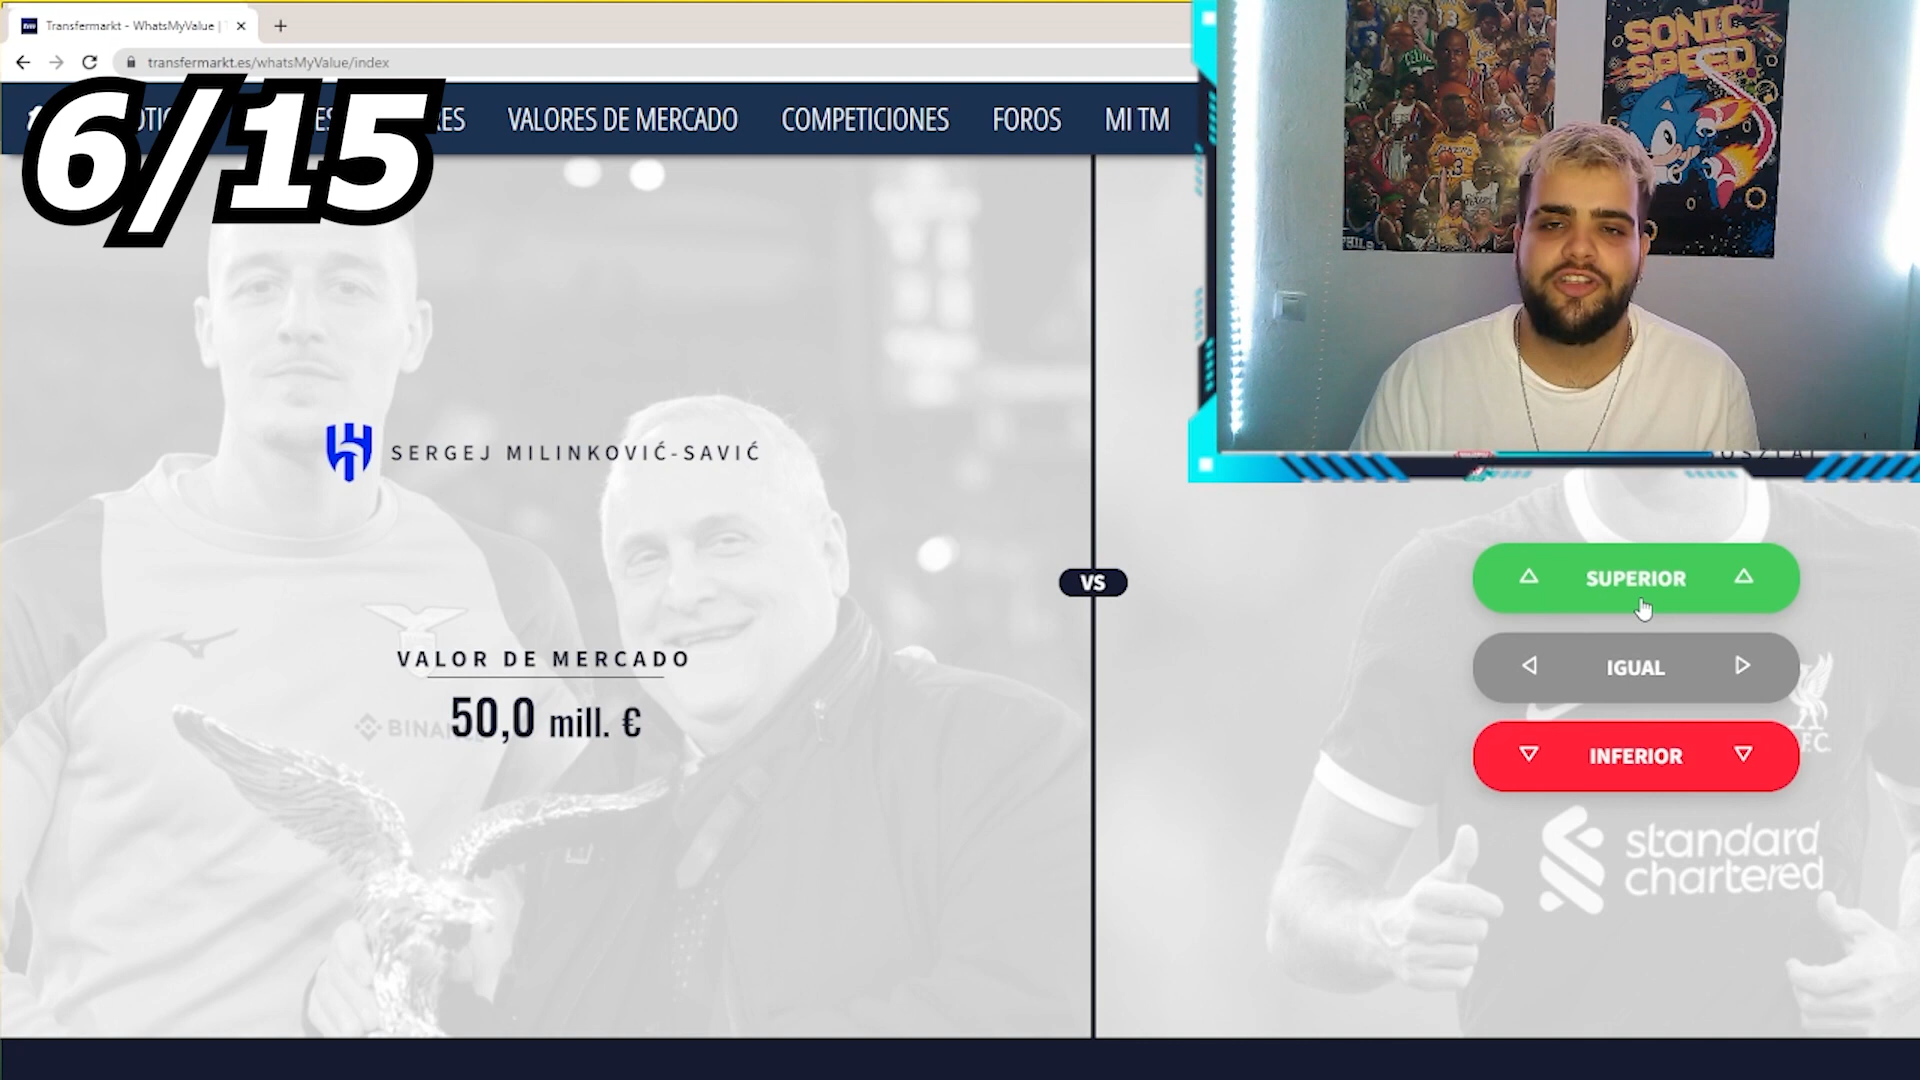 Transfermarkt - WhatsMyValue |
transfermarkt.es/whatsMyValue/index
6/15
VALORES DE MERCADO
COMPETICIONES
FOROS
MI TM
SONIC
SPEED
SERGEJ MILINKOVIĆ-SAVIĆ
VALOR DE MERCADO
50,0 mill. €
VS
SUPERIOR
IGUAL
INFERIOR
standard
chartered